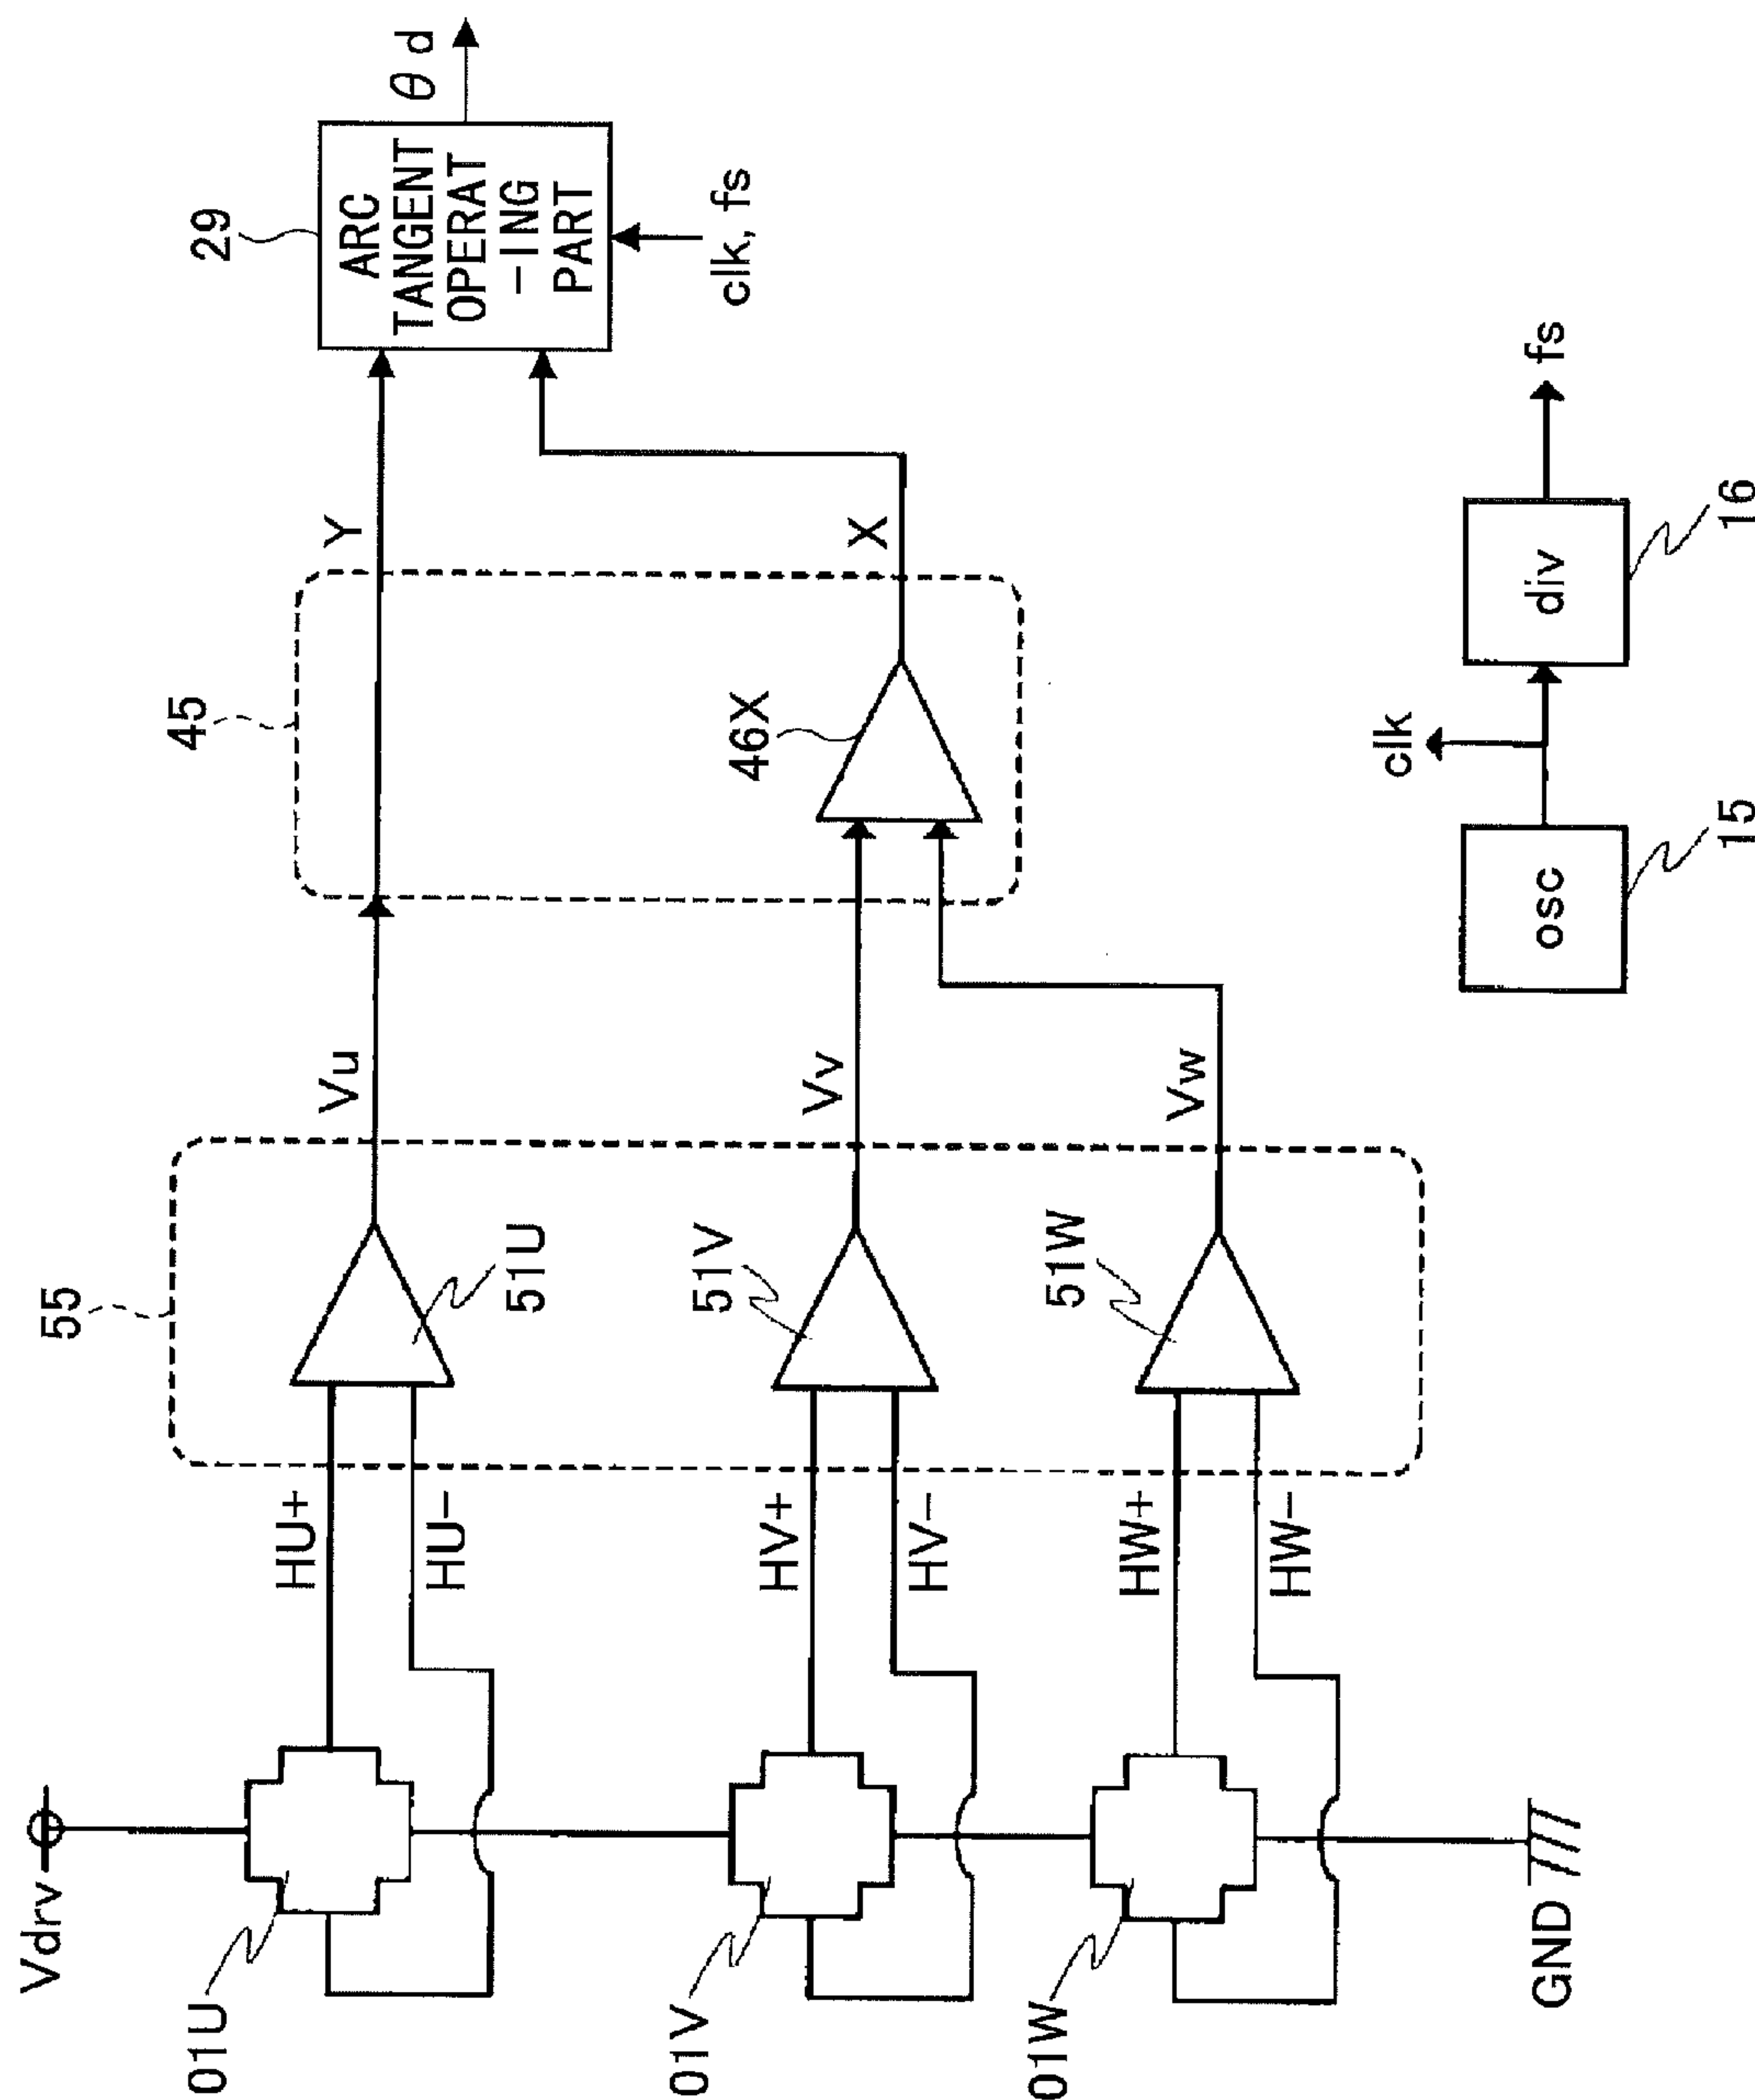 Vdrv
01U
HU+
HU-
55
51U
Vu
45
Y
29
ARC
TANGENT
OPERAT
-ING
PART
θd
clk, fs
01V
HV+
HV-
51V
Vv
46X
X
01W
HW+
HW-
51W
Vw
GND
clk
osc
15
div
16
fs